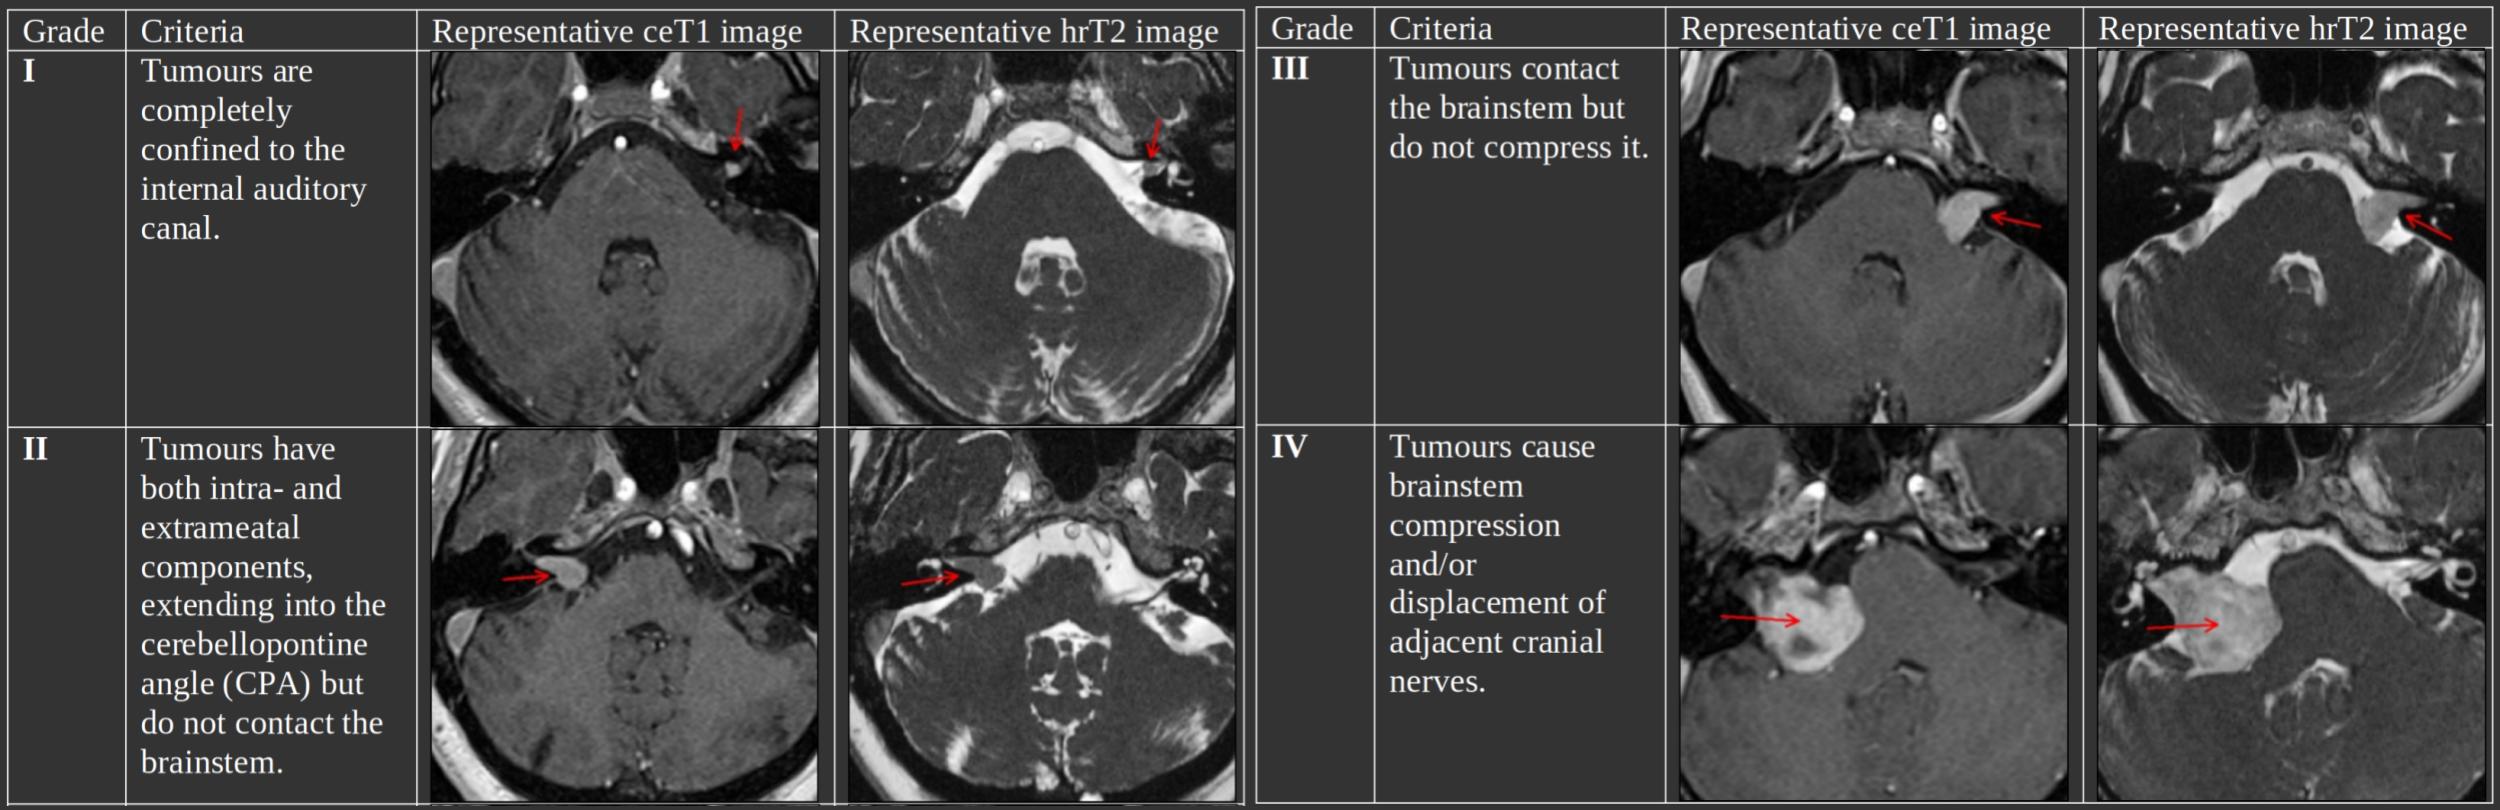 Grade Criteria Representative ceT1 image Representative hrT2 image
I Tumours are
completely
confined to the
internal auditory
canal.
II Tumours have
both intra- and
extrameatal
components,
extending into the
cerebellopontine
angle (CPA) but
do not contact the
brainstem.
Grade Criteria Representative ceT1 image Representative hrT2 image
III Tumours contact
the brainstem but
do not compress it.
IV Tumours cause
brainstem
compression
and/or
displacement of
adjacent cranial
nerves.